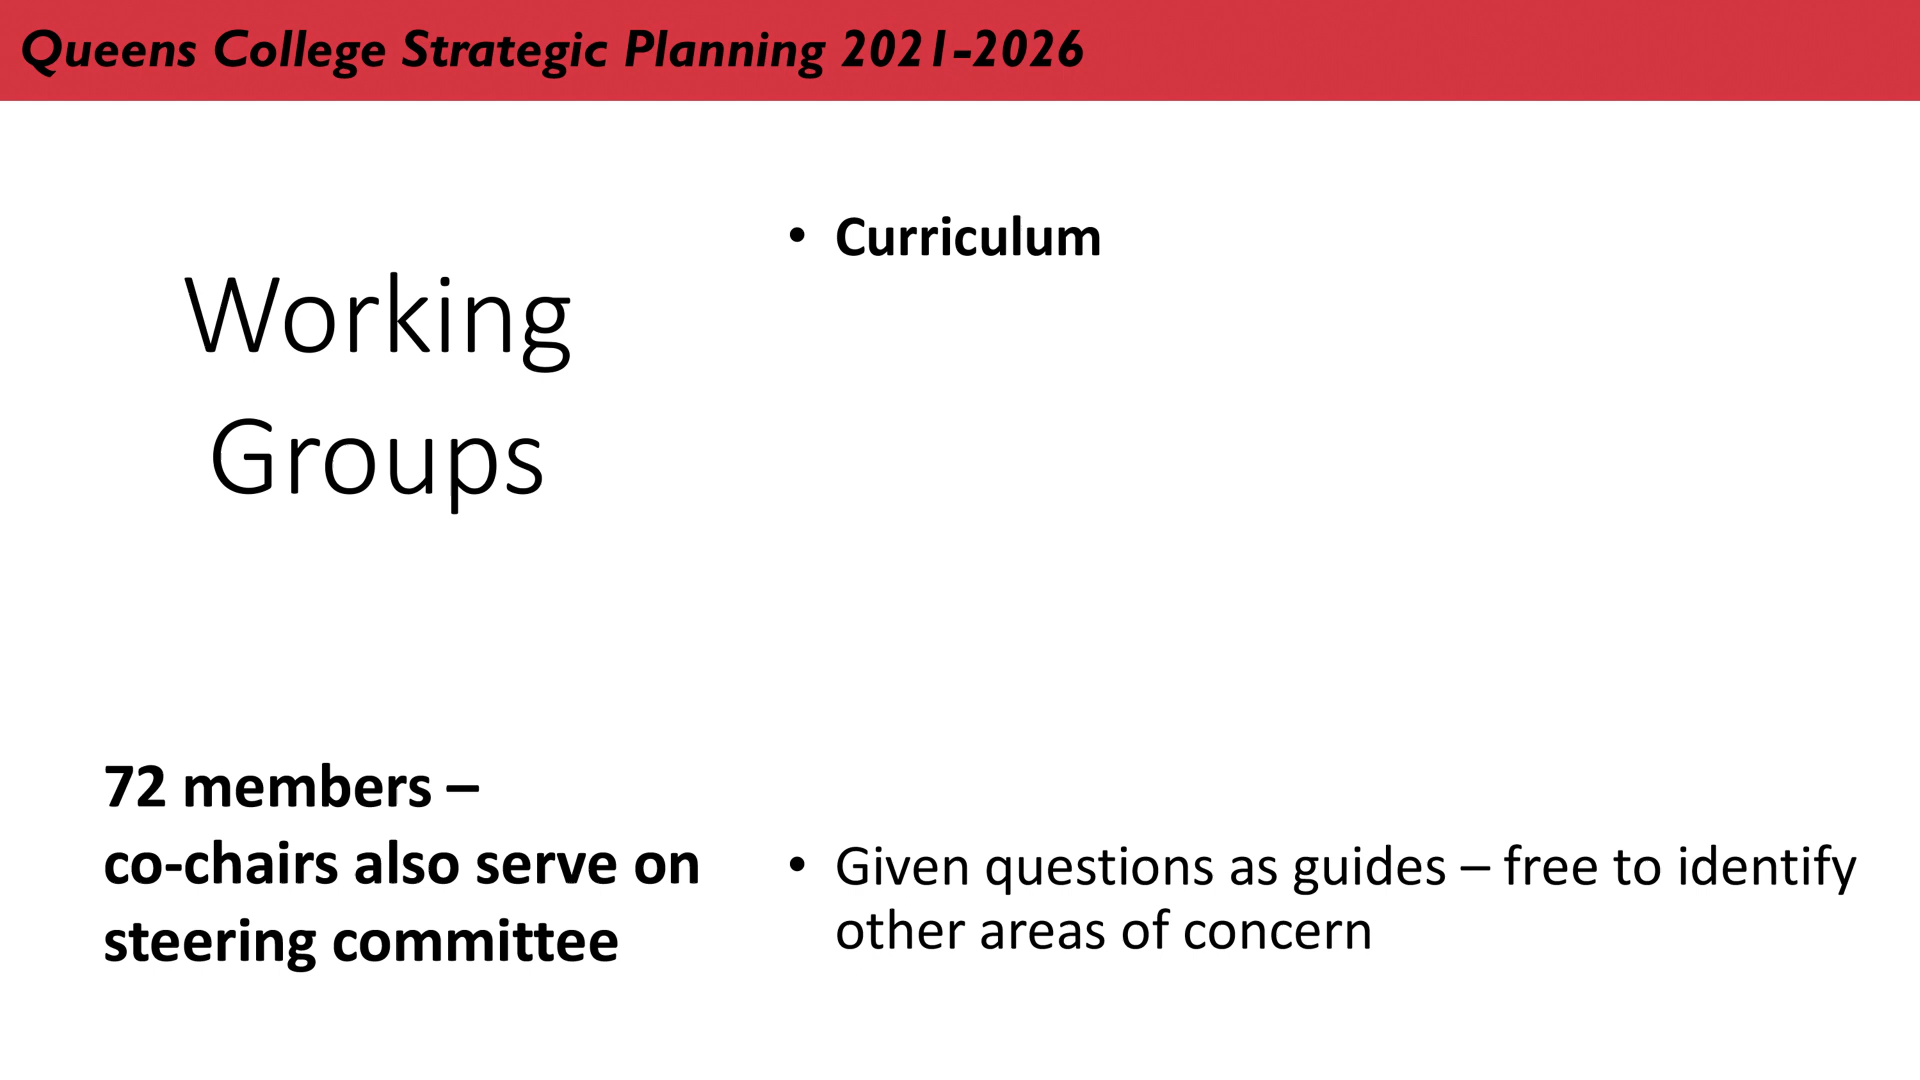 Queens College Strategic Planning 2021-2026
Working
Groups
72 members –
co-chairs also serve on
steering committee
• Curriculum
• Given questions as guides – free to identify
other areas of concern